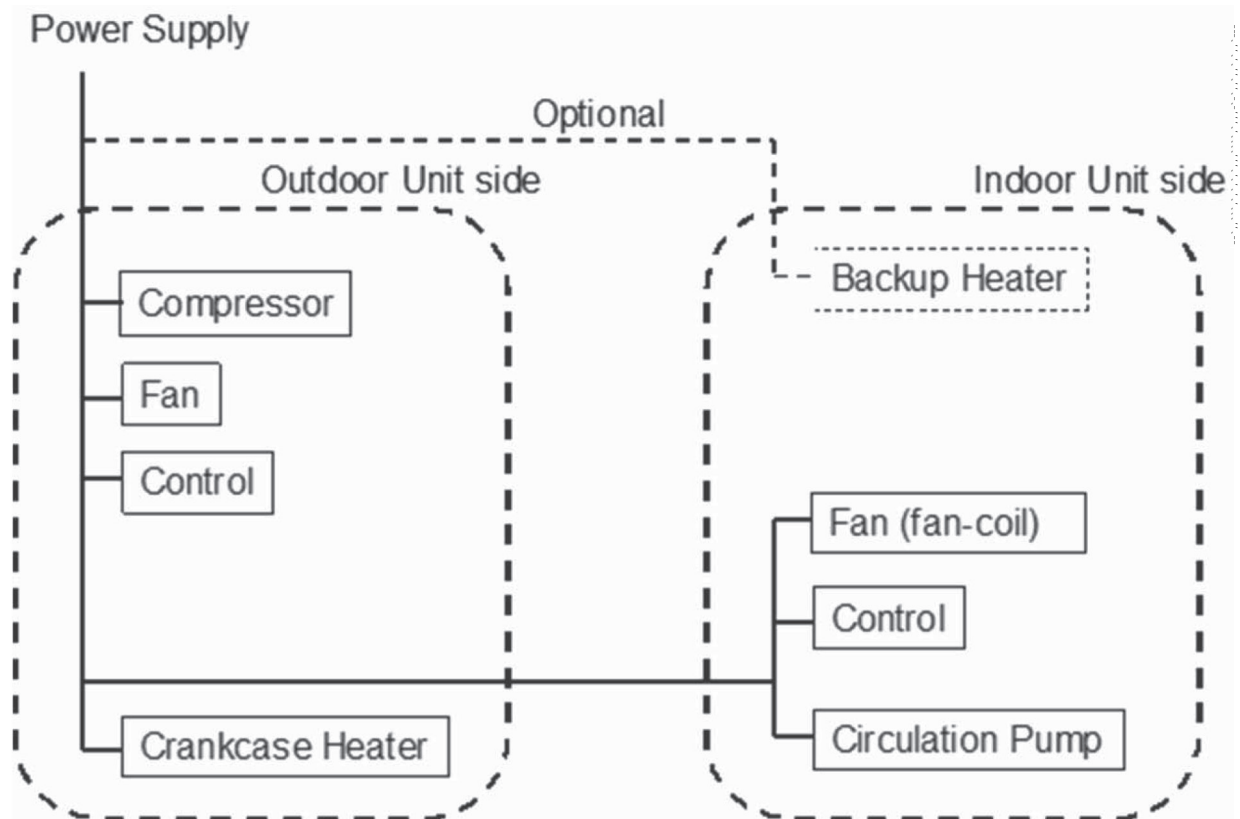 Power Supply
Optional
Outdoor Unit side
Indoor Unit side
Compressor
Fan
Control
Crankcase Heater
Backup Heater
Fan (fan-coil)
Control
Circulation Pump